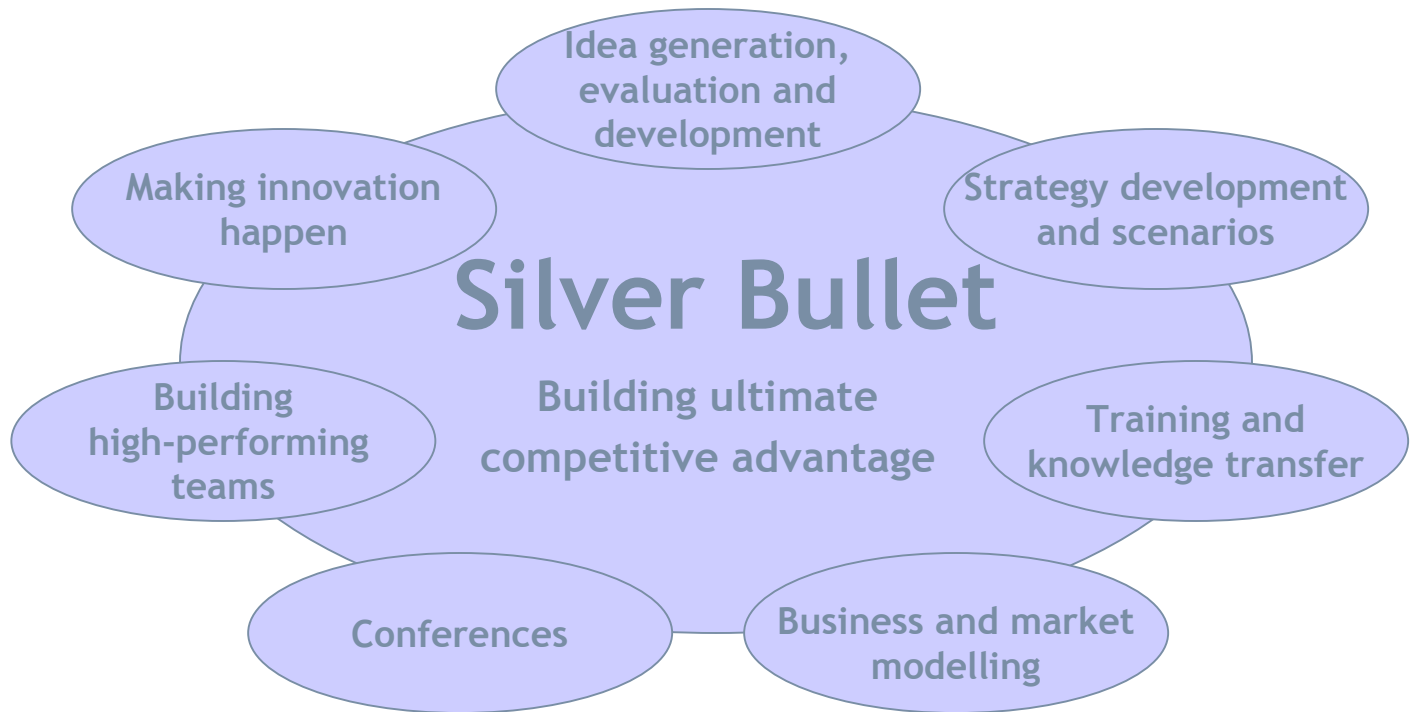 Idea generation,
evaluation and
development
Making innovation
happen
Strategy development
and scenarios
Silver Bullet
Building ultimate
competitive advantage
Building
high-performing
teams
Training and
knowledge transfer
Conferences
Business and market
modelling